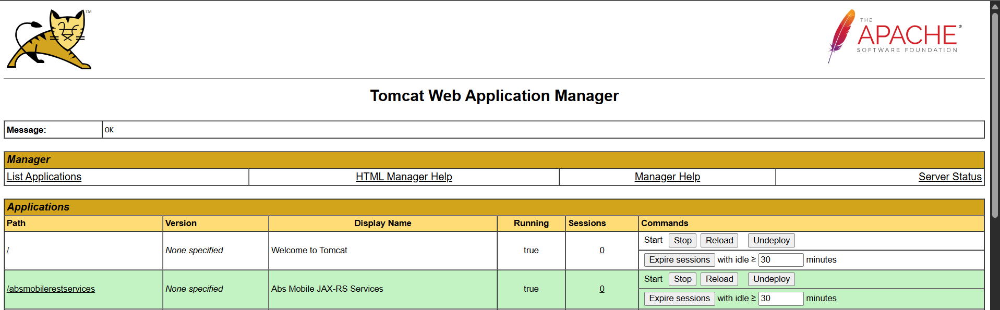 TM
THE
APACHE®
SOFTWARE FOUNDATION
Tomcat Web Application Manager
Message: OK
Manager
List Applications HTML Manager Help Manager Help Server Status
Applications
Path Version Display Name Running Sessions Commands
/ None specified Welcome to Tomcat true 0 Start Stop Reload Undeploy
Expire sessions with idle ≥ 30 minutes
/absmobilerestservices None specified Abs Mobile JAX-RS Services true 0 Start Stop Reload Undeploy
Expire sessions with idle ≥ 30 minutes